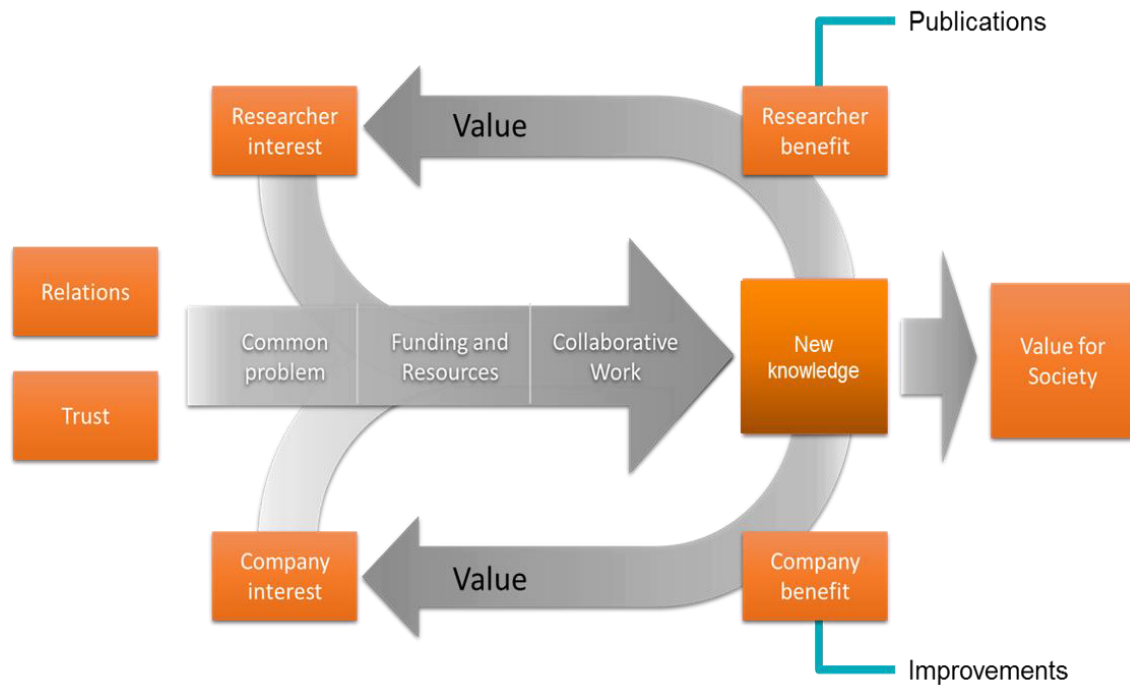 Publications
Researcher
interest
Value
Researcher
benefit
Relations
Trust
Common
problem
Funding and
Resources
Collaborative
Work
New
knowledge
Value for
Society
Company
interest
Value
Company
benefit
Improvements